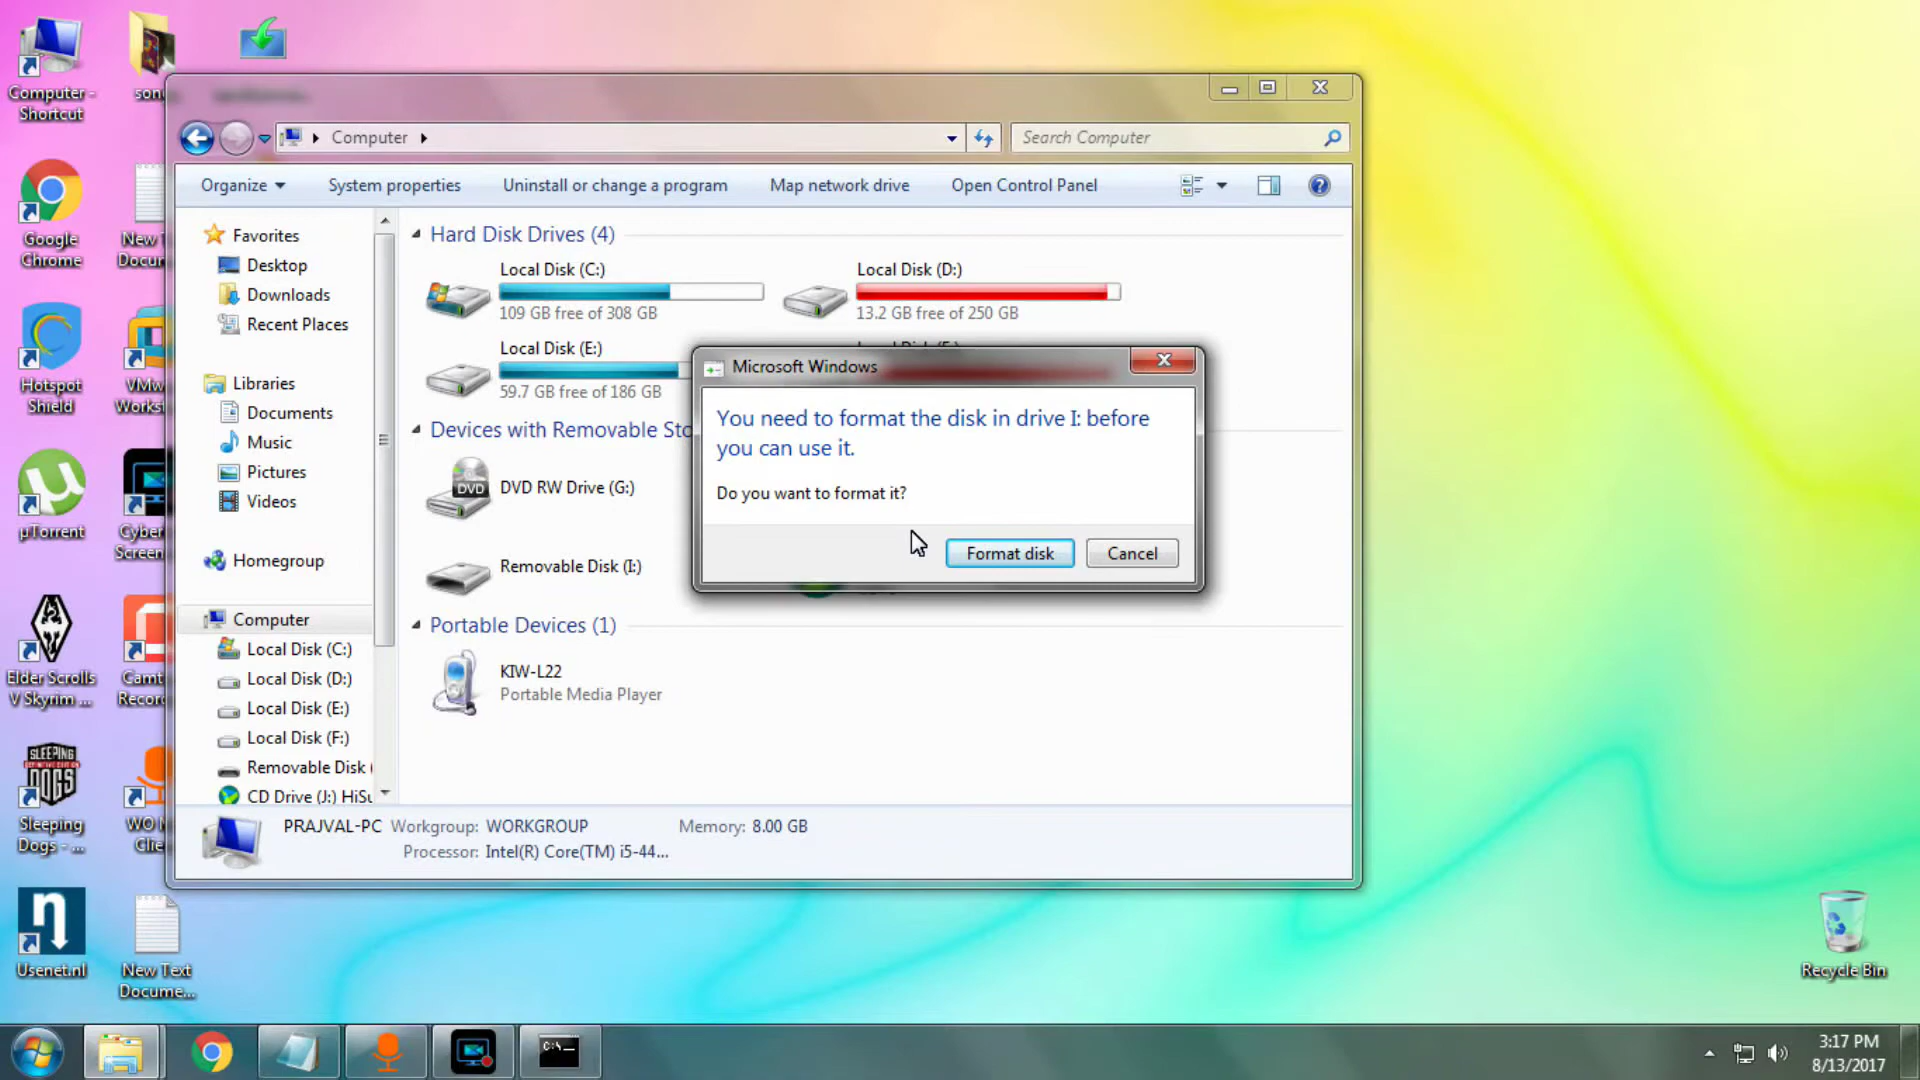 Computer -
Shortcut
Google
Chrome
Hotspot
Shield
µTorrent
Elder Scrolls
V Skyrim ...
Sleeping
Dogs - ...
Usenet.nl
New Text
Docume...
Computer
Search Computer
Organize
System properties
Uninstall or change a program
Map network drive
Open Control Panel
Favorites
Desktop
Downloads
Recent Places
Libraries
Documents
Music
Pictures
Videos
Homegroup
Computer
Local Disk (C:)
Local Disk (D:)
Local Disk (E:)
Local Disk (F:)
Removable Disk (
CD Drive (J:) HiSu
Hard Disk Drives (4)
Local Disk (C:)
109 GB free of 308 GB
Local Disk (D:)
13.2 GB free of 250 GB
Local Disk (E:)
59.7 GB free of 186 GB
Devices with Removable Sto
DVD
DVD RW Drive (G:)
Removable Disk (I:)
Portable Devices (1)
KIW-L22
Portable Media Player
Microsoft Windows
You need to format the disk in drive I: before
you can use it.
Do you want to format it?
Format disk
Cancel
PRAJVAL-PC Workgroup: WORKGROUP Memory: 8.00 GB
Processor: Intel(R) Core(TM) i5-44...
Recycle Bin
3:17 PM
8/13/2017